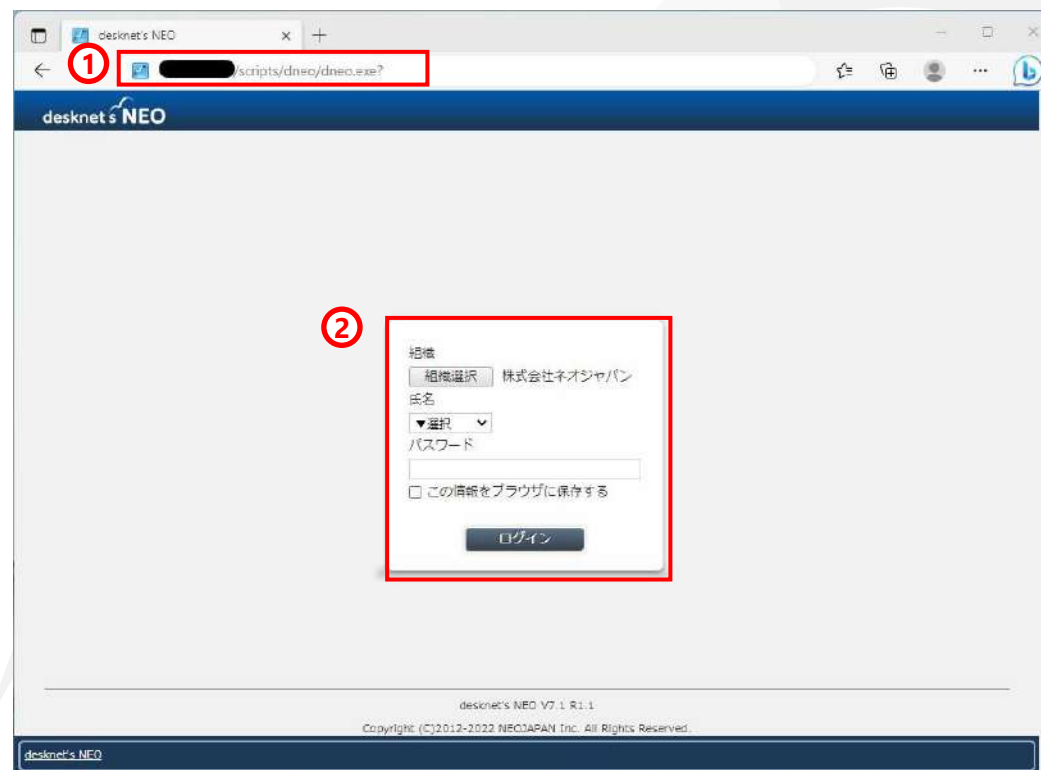 desknet's NEO
①
/scripts/dneo/dneo.exe?
desknet's NEO
②
組織
組織選択 株式会社ネオジャパン
氏名
▼選択
パスワード
この情報をブラウザに保存する
ログイン
desknet's NEO V7.1 R1.1
Copyright (C)2012-2022 NEOJAPAN Inc. All Rights Reserved.
desknet's NEO